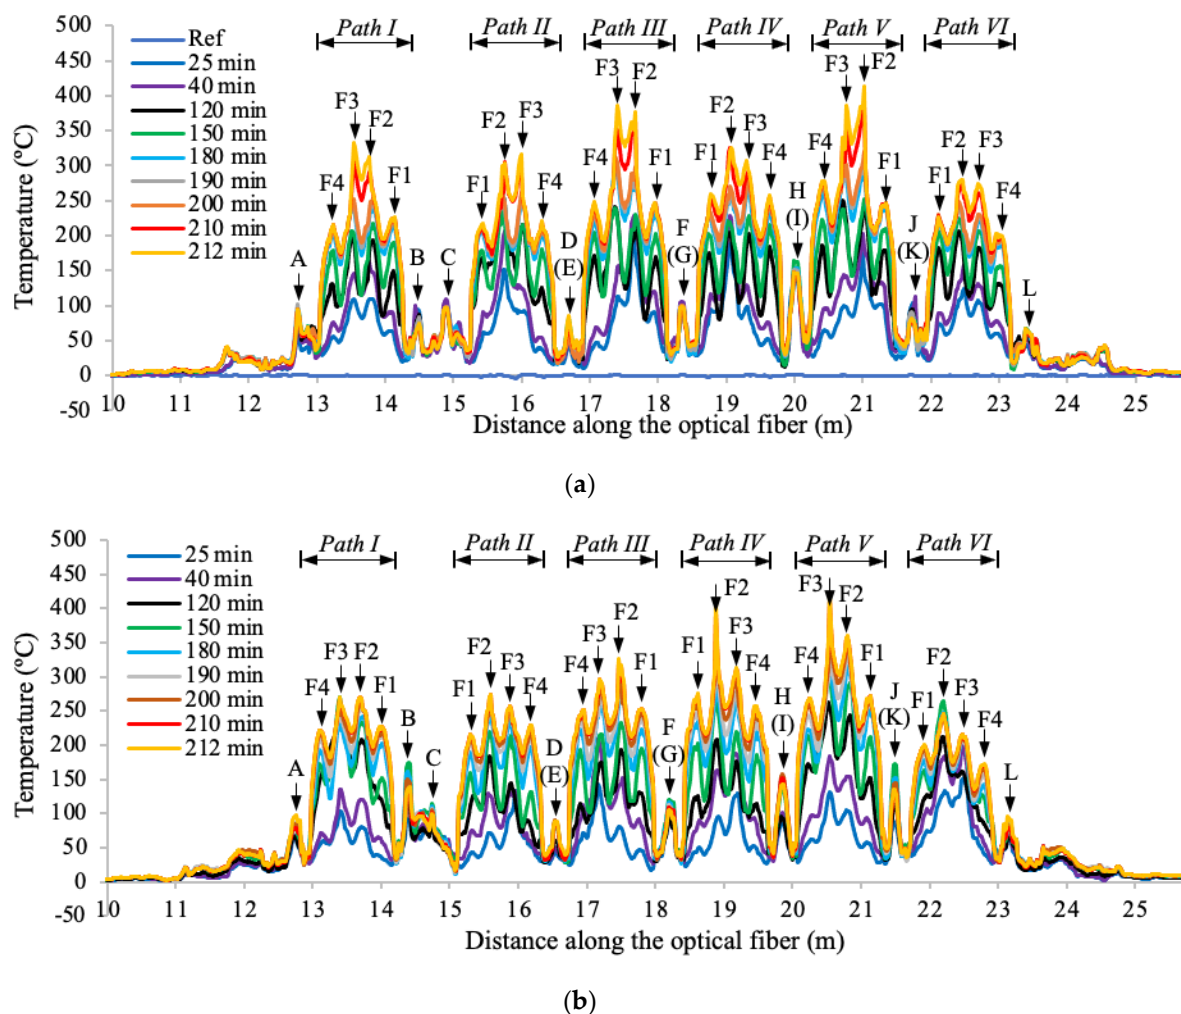 500
450
400
350
300
250
200
150
100
50
0
-50
Temperature (ºC)
Ref
25 min
40 min
120 min
150 min
180 min
190 min
200 min
210 min
212 min
Path I
Path II
Path III
Path IV
Path V
Path VI
A
F4
F3
F2
F1
B
C
F1
F2
F3
F4
D
(E)
F4
F3
F2
F1
F
(G)
F1
F2
F3
F4
H
(I)
F4
F3
F2
F1
J
(K)
F1
F2
F3
F4
L
10 11 12 13 14 15 16 17 18 19 20 21 22 23 24 25
Distance along the optical fiber (m)
(a)
500
450
400
350
300
250
200
150
100
50
0
-50
Temperature (ºC)
25 min
40 min
120 min
150 min
180 min
190 min
200 min
210 min
212 min
Path I
Path II
Path III
Path IV
Path V
Path VI
A
F4
F3
F2
F1
B
C
F1
F2
F3
F4
D
(E)
F4
F3
F2
F1
F
(G)
F1
F2
F3
F4
H
(I)
F4
F3
F2
F1
J
(K)
F1
F2
F3
F4
L
10 11 12 13 14 15 16 17 18 19 20 21 22 23 24 25
Distance along the optical fiber (m)
(b)